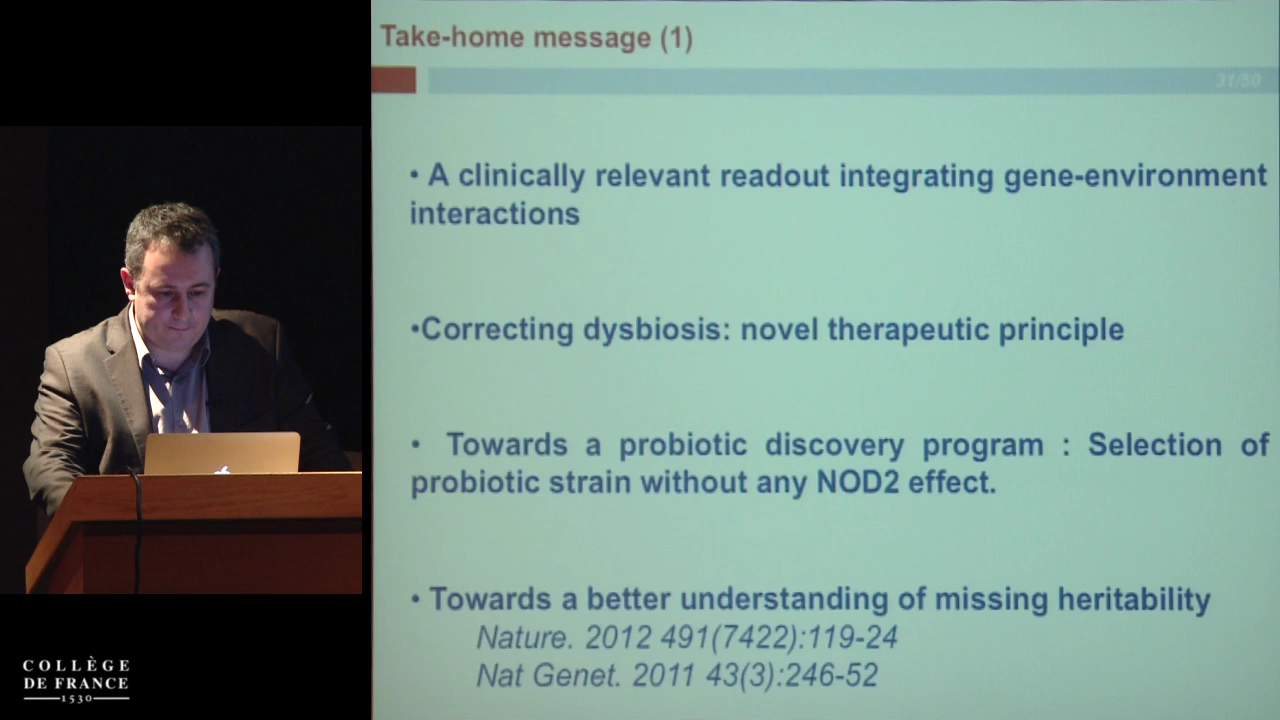 Take-home message (1)
31/50
• A clinically relevant readout integrating gene-environment
interactions
•Correcting dysbiosis: novel therapeutic principle
• Towards a probiotic discovery program : Selection of
probiotic strain without any NOD2 effect.
• Towards a better understanding of missing heritability
Nature. 2012 491(7422):119-24
Nat Genet. 2011 43(3):246-52
COLLÈGE
DE FRANCE
1530